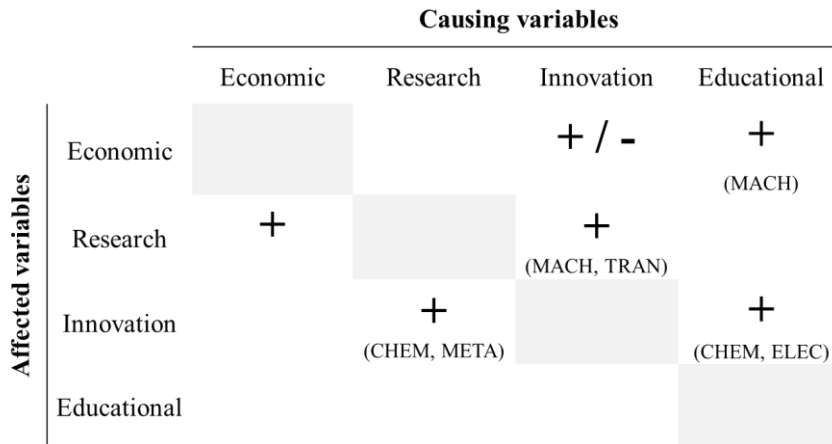 Causing variables
Economic Research Innovation Educational
Affected variables
Economic + / - +
(MACH)
Research + +
(MACH, TRAN)
Innovation + +
(CHEM, META) (CHEM, ELEC)
Educational